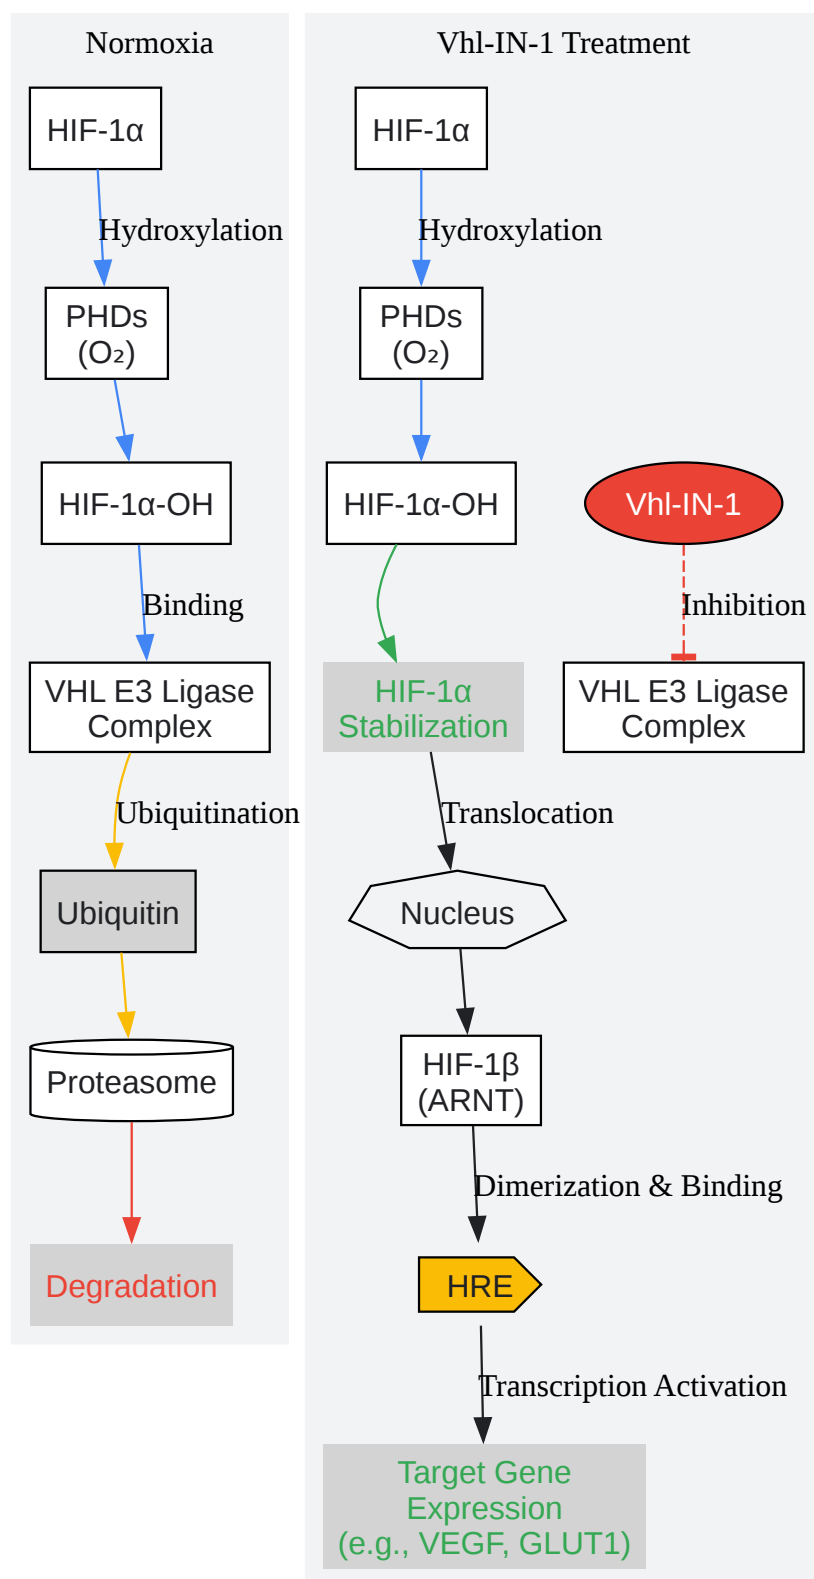 Normoxia
HIF-1α
Hydroxylation
PHDs
(O₂)
HIF-1α-OH
Binding
VHL E3 Ligase
Complex
Ubiquitination
Ubiquitin
Proteasome
Degradation
Vhl-IN-1 Treatment
HIF-1α
Hydroxylation
PHDs
(O₂)
HIF-1α-OH
Vhl-IN-1
Inhibition
HIF-1α
Stabilization
VHL E3 Ligase
Complex
Translocation
Nucleus
HIF-1β
(ARNT)
Dimerization & Binding
HRE
Transcription Activation
Target Gene
Expression
(e.g., VEGF, GLUT1)